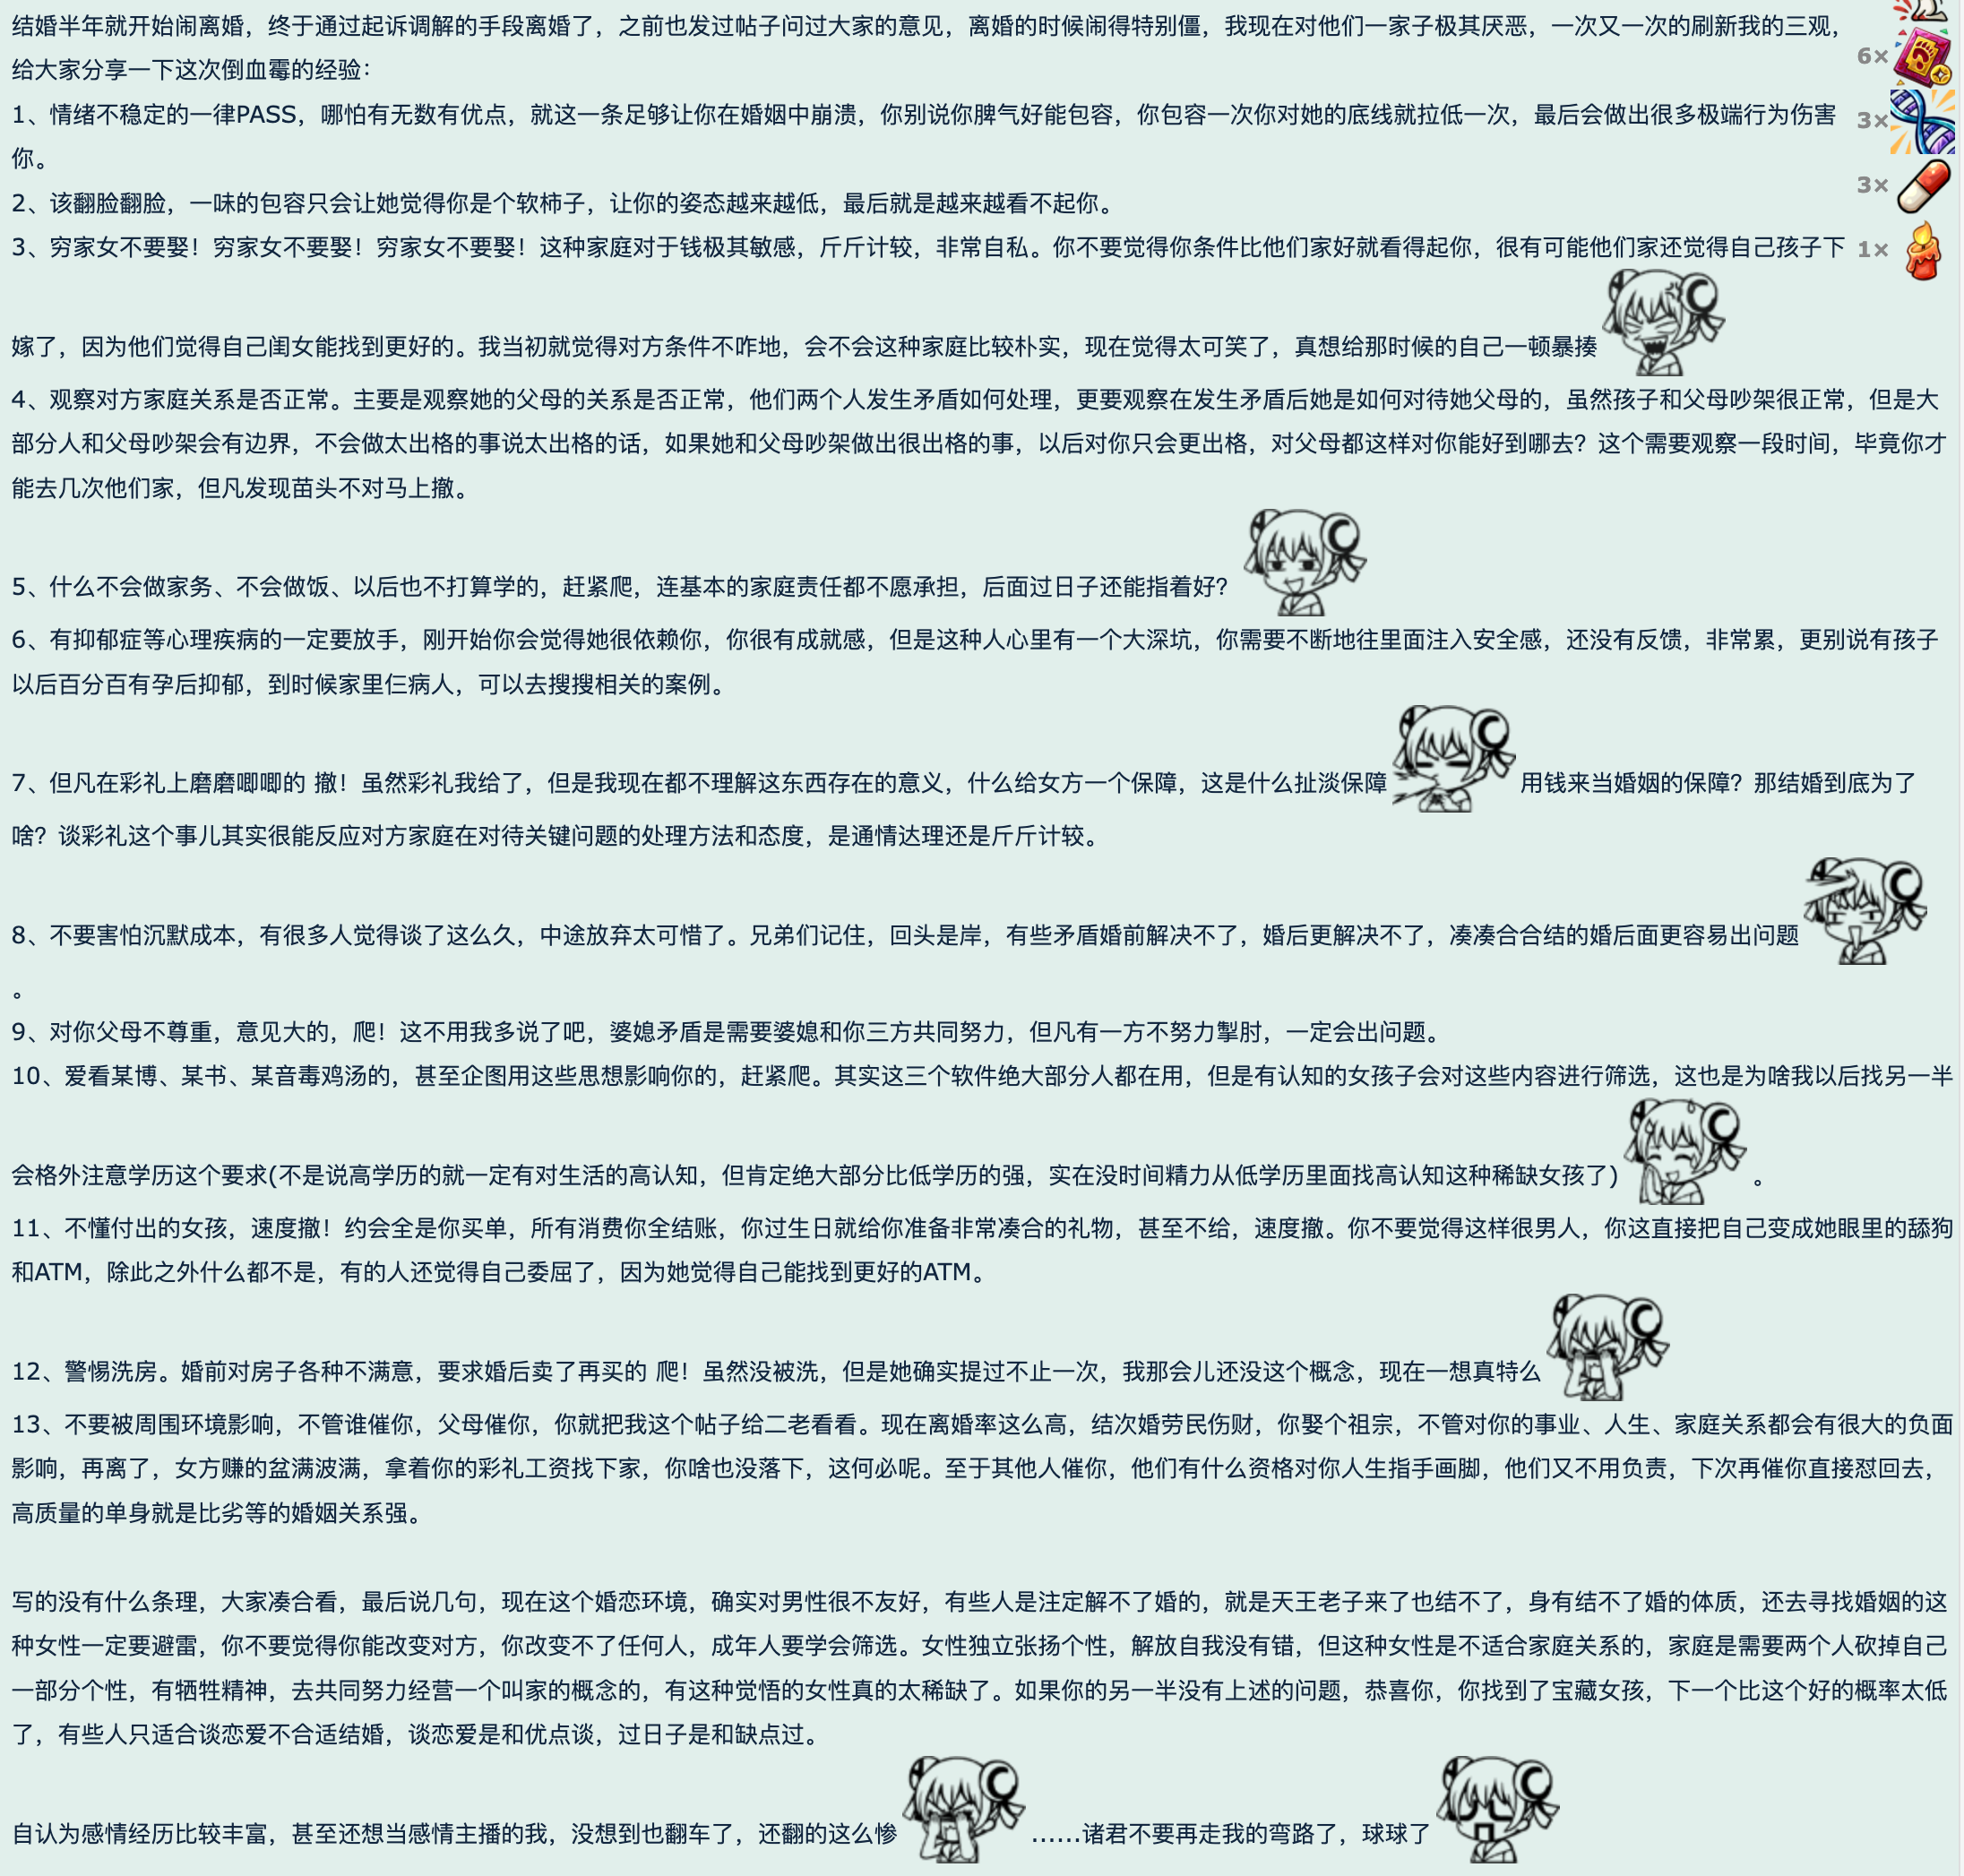 结婚半年就开始闹离婚，终于通过起诉调解的手段离婚了，之前也发过帖子问过大家的意见，离婚的时候闹得特别僵，我现在对他们一家子极其厌恶，一次又一次的刷新我的三观，
给大家分享一下这次倒血霉的经验：
6×
1、情绪不稳定的一律PASS，哪怕有无数有优点，就这一条足够让你在婚姻中崩溃，你别说你脾气好能包容，你包容一次你对她的底线就拉低一次，最后会做出很多极端行为伤害
3×
你。
3×
2、该翻脸翻脸，一味的包容只会让她觉得你是个软柿子，让你的姿态越来越低，最后就是越来越看不起你。
3、穷家女不要娶！穷家女不要娶！穷家女不要娶！这种家庭对于钱极其敏感，斤斤计较，非常自私。你不要觉得你条件比他们家好就看得起你，很有可能他们家还觉得自己孩子下
1×
嫁了，因为他们觉得自己闺女能找到更好的。我当初就觉得对方条件不咋地，会不会这种家庭比较朴实，现在觉得太可笑了，真想给那时候的自己一顿暴揍
4、观察对方家庭关系是否正常。主要是观察她的父母的关系是否正常，他们两个人发生矛盾如何处理，更要观察在发生矛盾后她是如何对待她父母的，虽然孩子和父母吵架很正常，但是大
部分人和父母吵架会有边界，不会做太出格的事说太出格的话，如果她和父母吵架做出很出格的事，以后对你只会更出格，对父母都这样对你能好到哪去？这个需要观察一段时间，毕竟你才
能去几次他们家，但凡发现苗头不对马上撤。
5、什么不会做家务、不会做饭、以后也不打算学的，赶紧爬，连基本的家庭责任都不愿承担，后面过日子还能指着好？
6、有抑郁症等心理疾病的一定要放手，刚开始你会觉得她很依赖你，你很有成就感，但是这种人心里有一个大深坑，你需要不断地往里面注入安全感，还没有反馈，非常累，更别说有孩子
以后百分百有孕后抑郁，到时候家里仨病人，可以去搜搜相关的案例。
7、但凡在彩礼上磨磨唧唧的 撤！虽然彩礼我给了，但是我现在都不理解这东西存在的意义，什么给女方一个保障，这是什么扯淡保障 用钱来当婚姻的保障？那结婚到底为了
啥？谈彩礼这个事儿其实很能反应对方家庭在对待关键问题的处理方法和态度，是通情达理还是斤斤计较。
8、不要害怕沉默成本，有很多人觉得谈了这么久，中途放弃太可惜了。兄弟们记住，回头是岸，有些矛盾婚前解决不了，婚后更解决不了，凑凑合合结的婚后面更容易出问题
。
9、对你父母不尊重，意见大的，爬！这不用我多说了吧，婆媳矛盾是需要婆媳和你三方共同努力，但凡有一方不努力掣肘，一定会出问题。
10、爱看某博、某书、某音毒鸡汤的，甚至企图用这些思想影响你的，赶紧爬。其实这三个软件绝大部分人都在用，但是有认知的女孩子会对这些内容进行筛选，这也是为啥我以后找另一半
会格外注意学历这个要求(不是说高学历的就一定有对生活的高认知，但肯定绝大部分比低学历的强，实在没时间精力从低学历里面找高认知这种稀缺女孩了) 。
11、不懂付出的女孩，速度撤！约会全是你买单，所有消费你全结账，你过生日就给你准备非常凑合的礼物，甚至不给，速度撤。你不要觉得这样很男人，你这直接把自己变成她眼里的舔狗
和ATM，除此之外什么都不是，有的人还觉得自己委屈了，因为她觉得自己能找到更好的ATM。
12、警惕洗房。婚前对房子各种不满意，要求婚后卖了再买的 爬！虽然没被洗，但是她确实提过不止一次，我那会儿还没这个概念，现在一想真特么
13、不要被周围环境影响，不管谁催你，父母催你，你就把我这个帖子给二老看看。现在离婚率这么高，结次婚劳民伤财，你娶个祖宗，不管对你的事业、人生、家庭关系都会有很大的负面
影响，再离了，女方赚的盆满波满，拿着你的彩礼工资找下家，你啥也没落下，这何必呢。至于其他人催你，他们有什么资格对你人生指手画脚，他们又不用负责，下次再催你直接怼回去，
高质量的单身就是比劣等的婚姻关系强。
写的没有什么条理，大家凑合看，最后说几句，现在这个婚恋环境，确实对男性很不友好，有些人是注定解不了婚的，就是天王老子来了也结不了，身有结不了婚的体质，还去寻找婚姻的这
种女性一定要避雷，你不要觉得你能改变对方，你改变不了任何人，成年人要学会筛选。女性独立张扬个性，解放自我没有错，但这种女性是不适合家庭关系的，家庭是需要两个人砍掉自己
一部分个性，有牺牲精神，去共同努力经营一个叫家的概念的，有这种觉悟的女性真的太稀缺了。如果你的另一半没有上述的问题，恭喜你，你找到了宝藏女孩，下一个比这个好的概率太低
了，有些人只适合谈恋爱不合适结婚，谈恋爱是和优点谈，过日子是和缺点过。
自认为感情经历比较丰富，甚至还想当感情主播的我，没想到也翻车了，还翻的这么惨 ......诸君不要再走我的弯路了，球球了